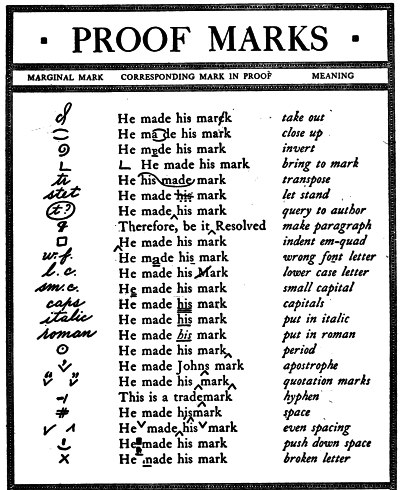 PROOF MARKS
MARGINAL MARK CORRESPONDING MARK IN PROOF MEANING
He made his markk take out
He made his mark close up
He made his mark invert
He made his mark bring to mark
tr He his made mark transpose
stet He made his mark let stand
t? He made his mark query to author
Therefore, be it Resolved make paragraph
He made his mark indent em-quad
w.f. He made his mark wrong font letter
l.c. He made his Mark lower case letter
sm.c. He made his mark small capital
caps He made his mark capitals
italic He made his mark put in italic
roman He made his mark put in roman
He made his mark period
He made Johns mark apostrophe
“ ” He made his mark quotation marks
-/ This is a trademark hyphen
# He made hismark space
He made his mark even spacing
He made his mark push down space
x He made his mark broken letter